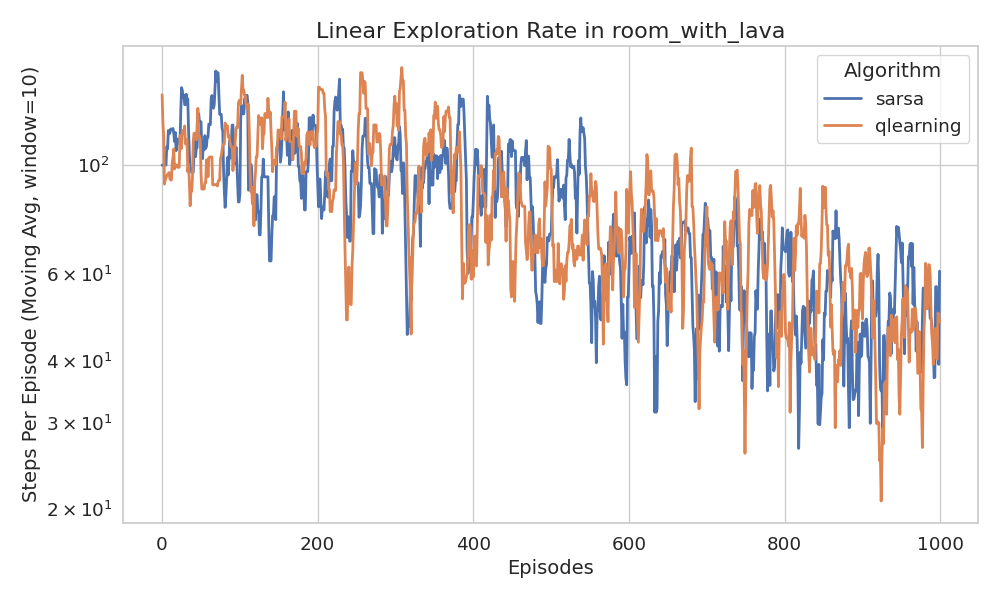 Linear Exploration Rate in room_with_lava
Algorithm
sarsa
qlearning
Steps Per Episode (Moving Avg, window=10)
10²
6 × 10¹
4 × 10¹
3 × 10¹
2 × 10¹
0 200 400 600 800 1000
Episodes